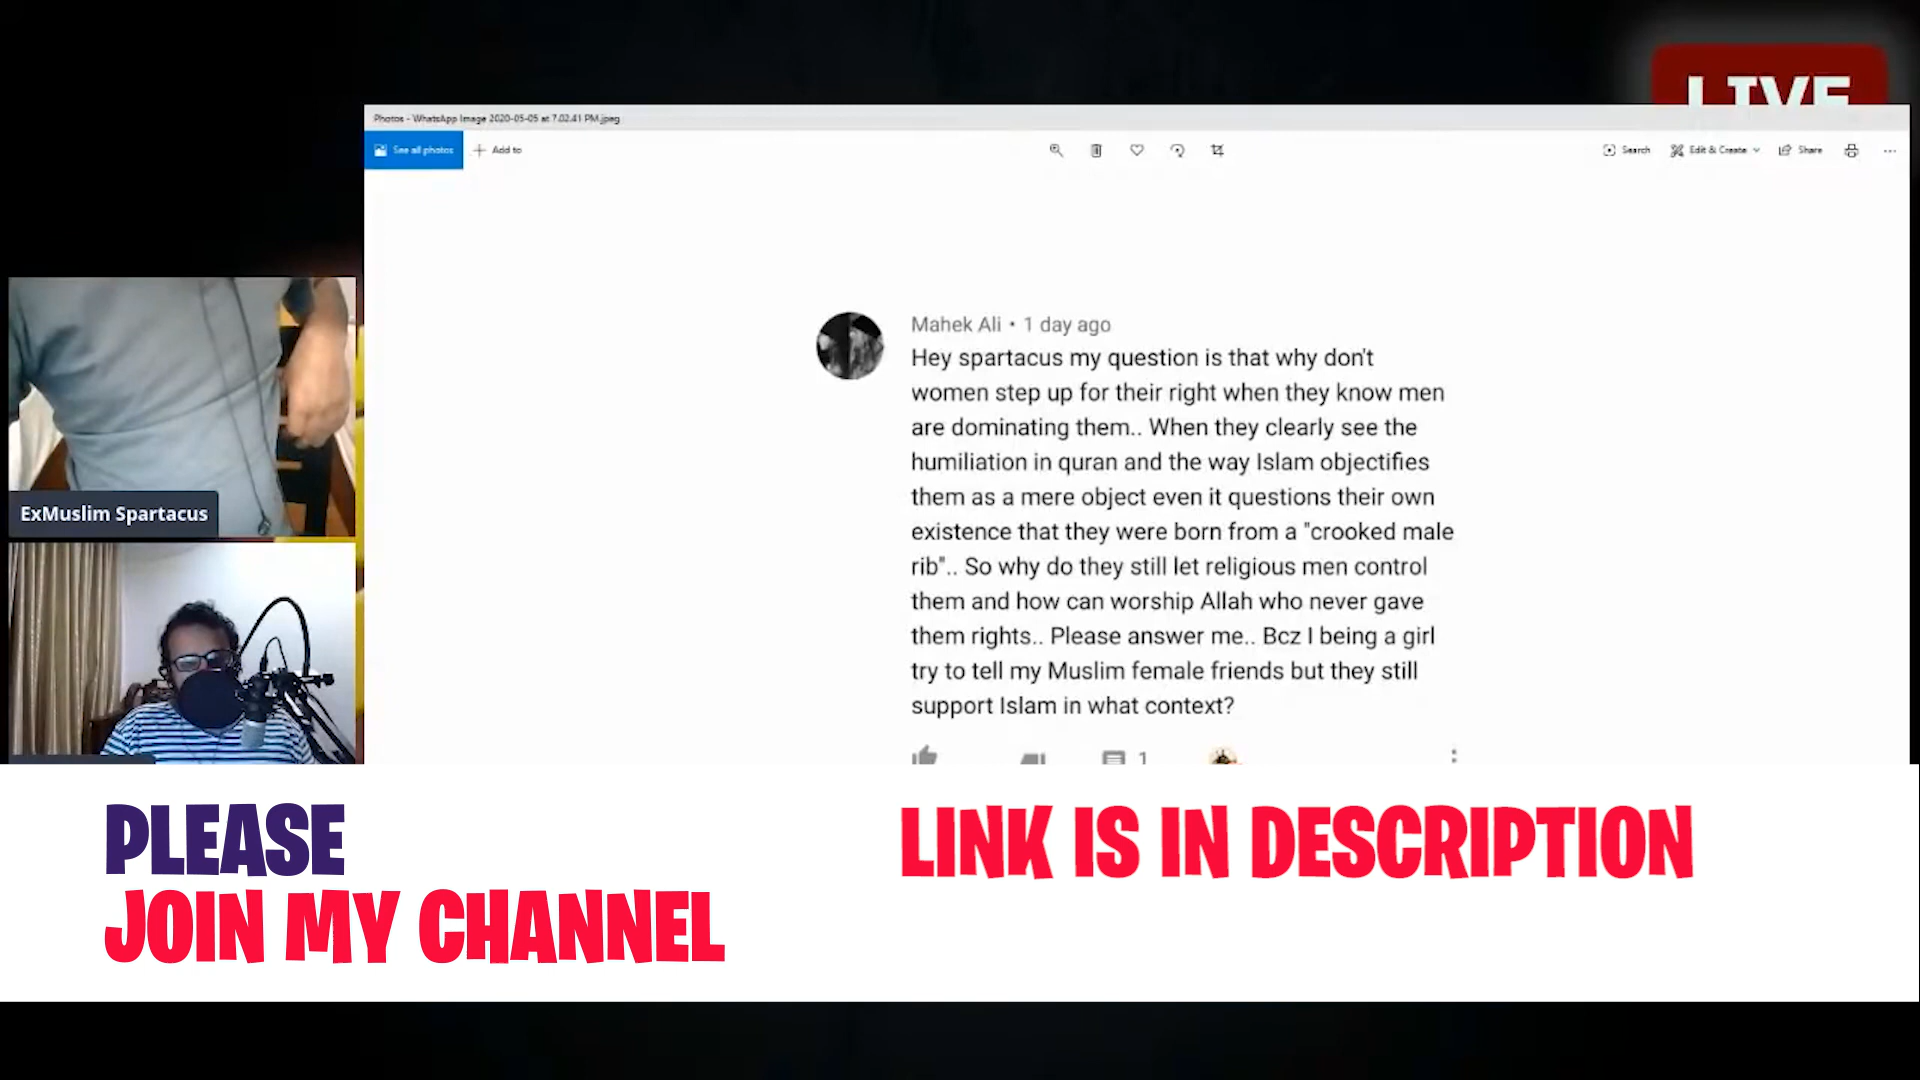 LIVE
Photos - WhatsApp Image 2020-05-05 at 7.02.41 PM.jpeg
See all photos
Add to
Search
Edit & Create
Share
Mahek Ali • 1 day ago
Hey spartacus my question is that why don't
women step up for their right when they know men
are dominating them.. When they clearly see the
humiliation in quran and the way Islam objectifies
them as a mere object even it questions their own
existence that they were born from a "crooked male
rib".. So why do they still let religious men control
them and how can worship Allah who never gave
them rights.. Please answer me.. Bcz I being a girl
try to tell my Muslim female friends but they still
support Islam in what context?
1
ExMuslim Spartacus
PLEASE
JOIN MY CHANNEL
LINK IS IN DESCRIPTION